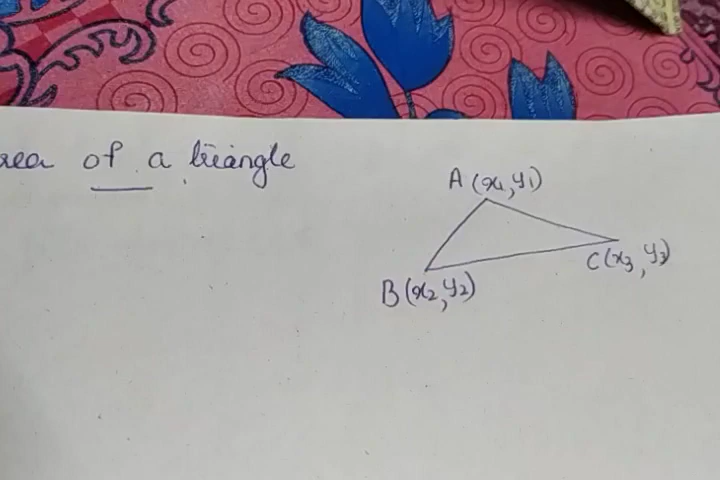 of a triangle
A (x1, y1)
C (x3, y3)
B (x2, y2)